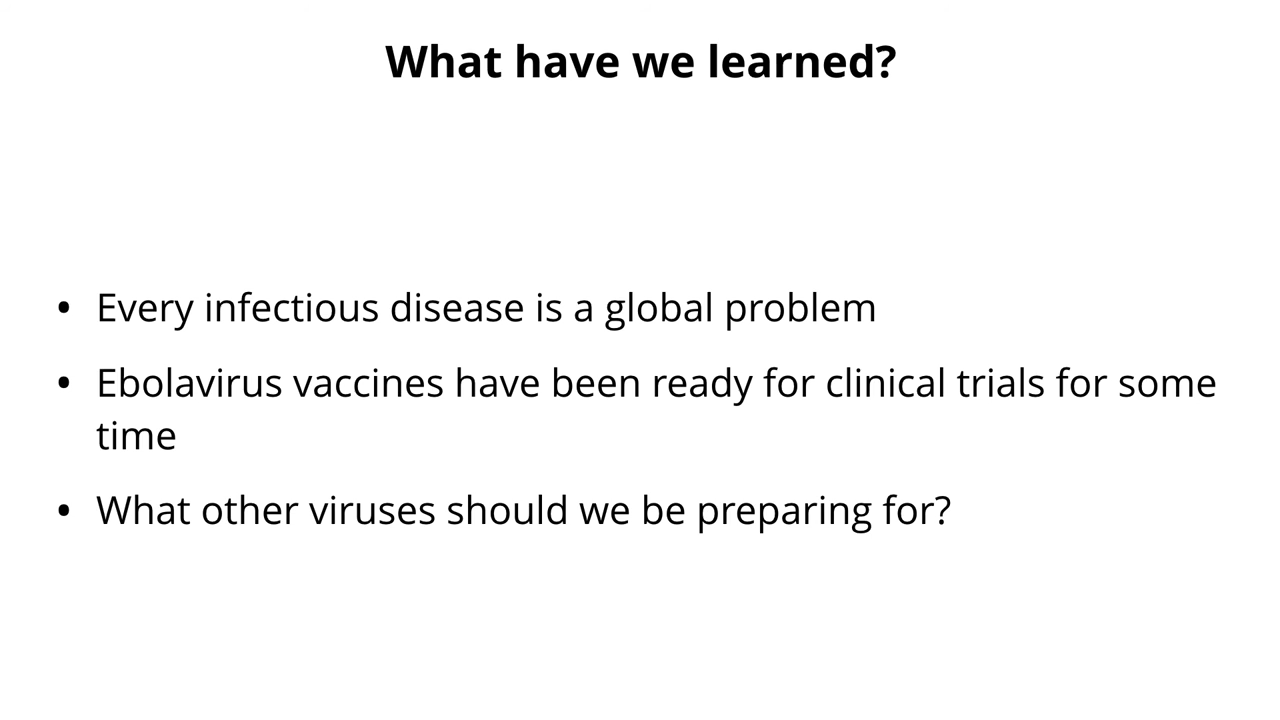 What have we learned?
• Every infectious disease is a global problem
• Ebolavirus vaccines have been ready for clinical trials for some
time
• What other viruses should we be preparing for?